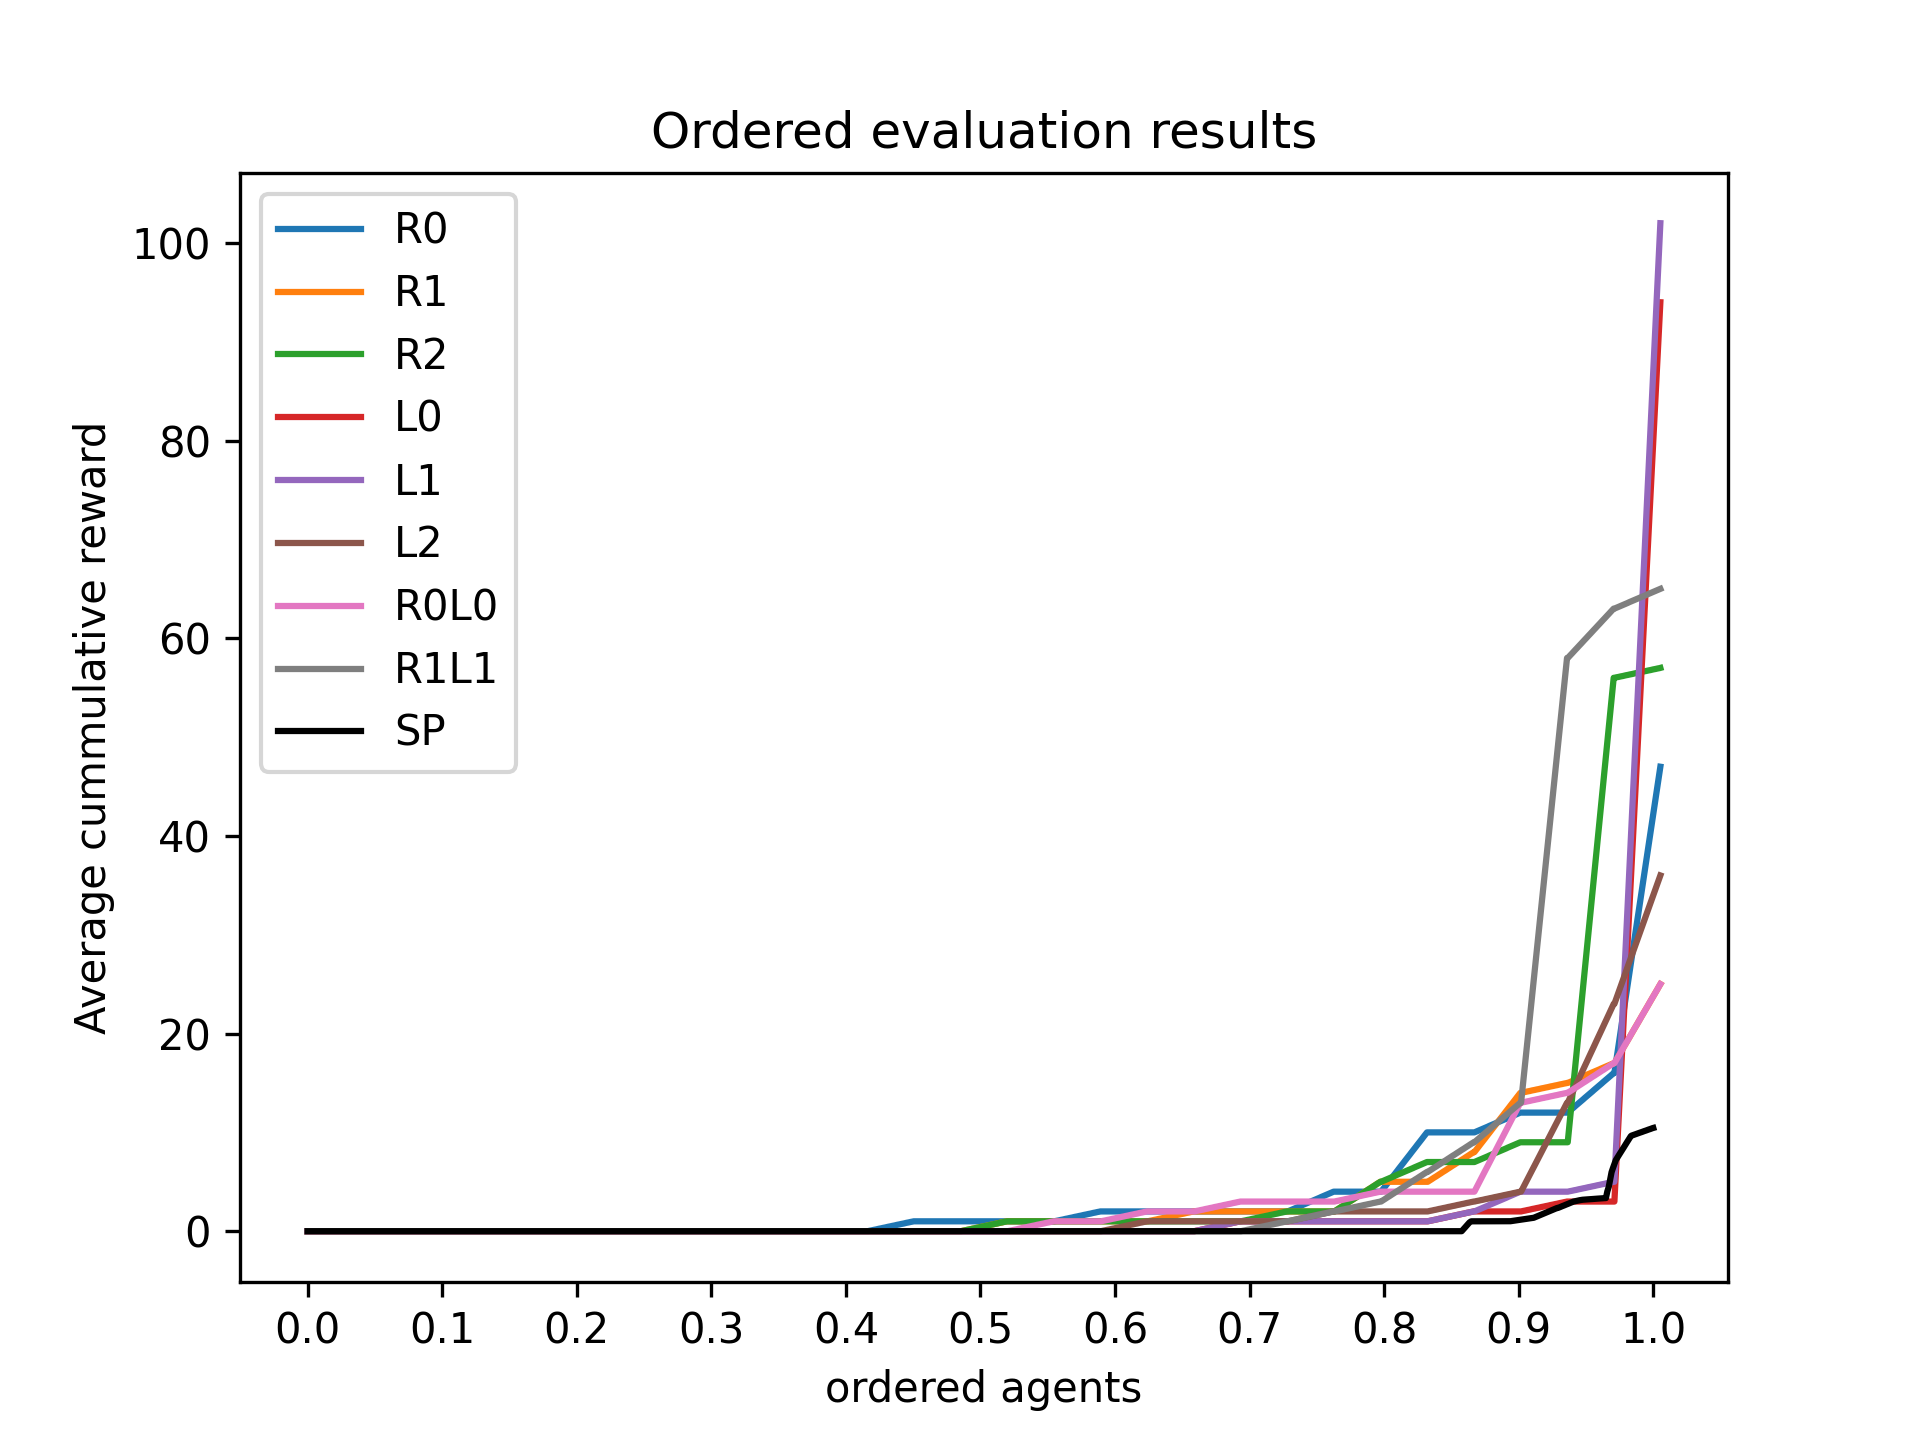 Ordered evaluation results
Average cummulative reward
100
80
60
40
20
0
R0
R1
R2
L0
L1
L2
R0L0
R1L1
SP
0.0 0.1 0.2 0.3 0.4 0.5 0.6 0.7 0.8 0.9 1.0
ordered agents